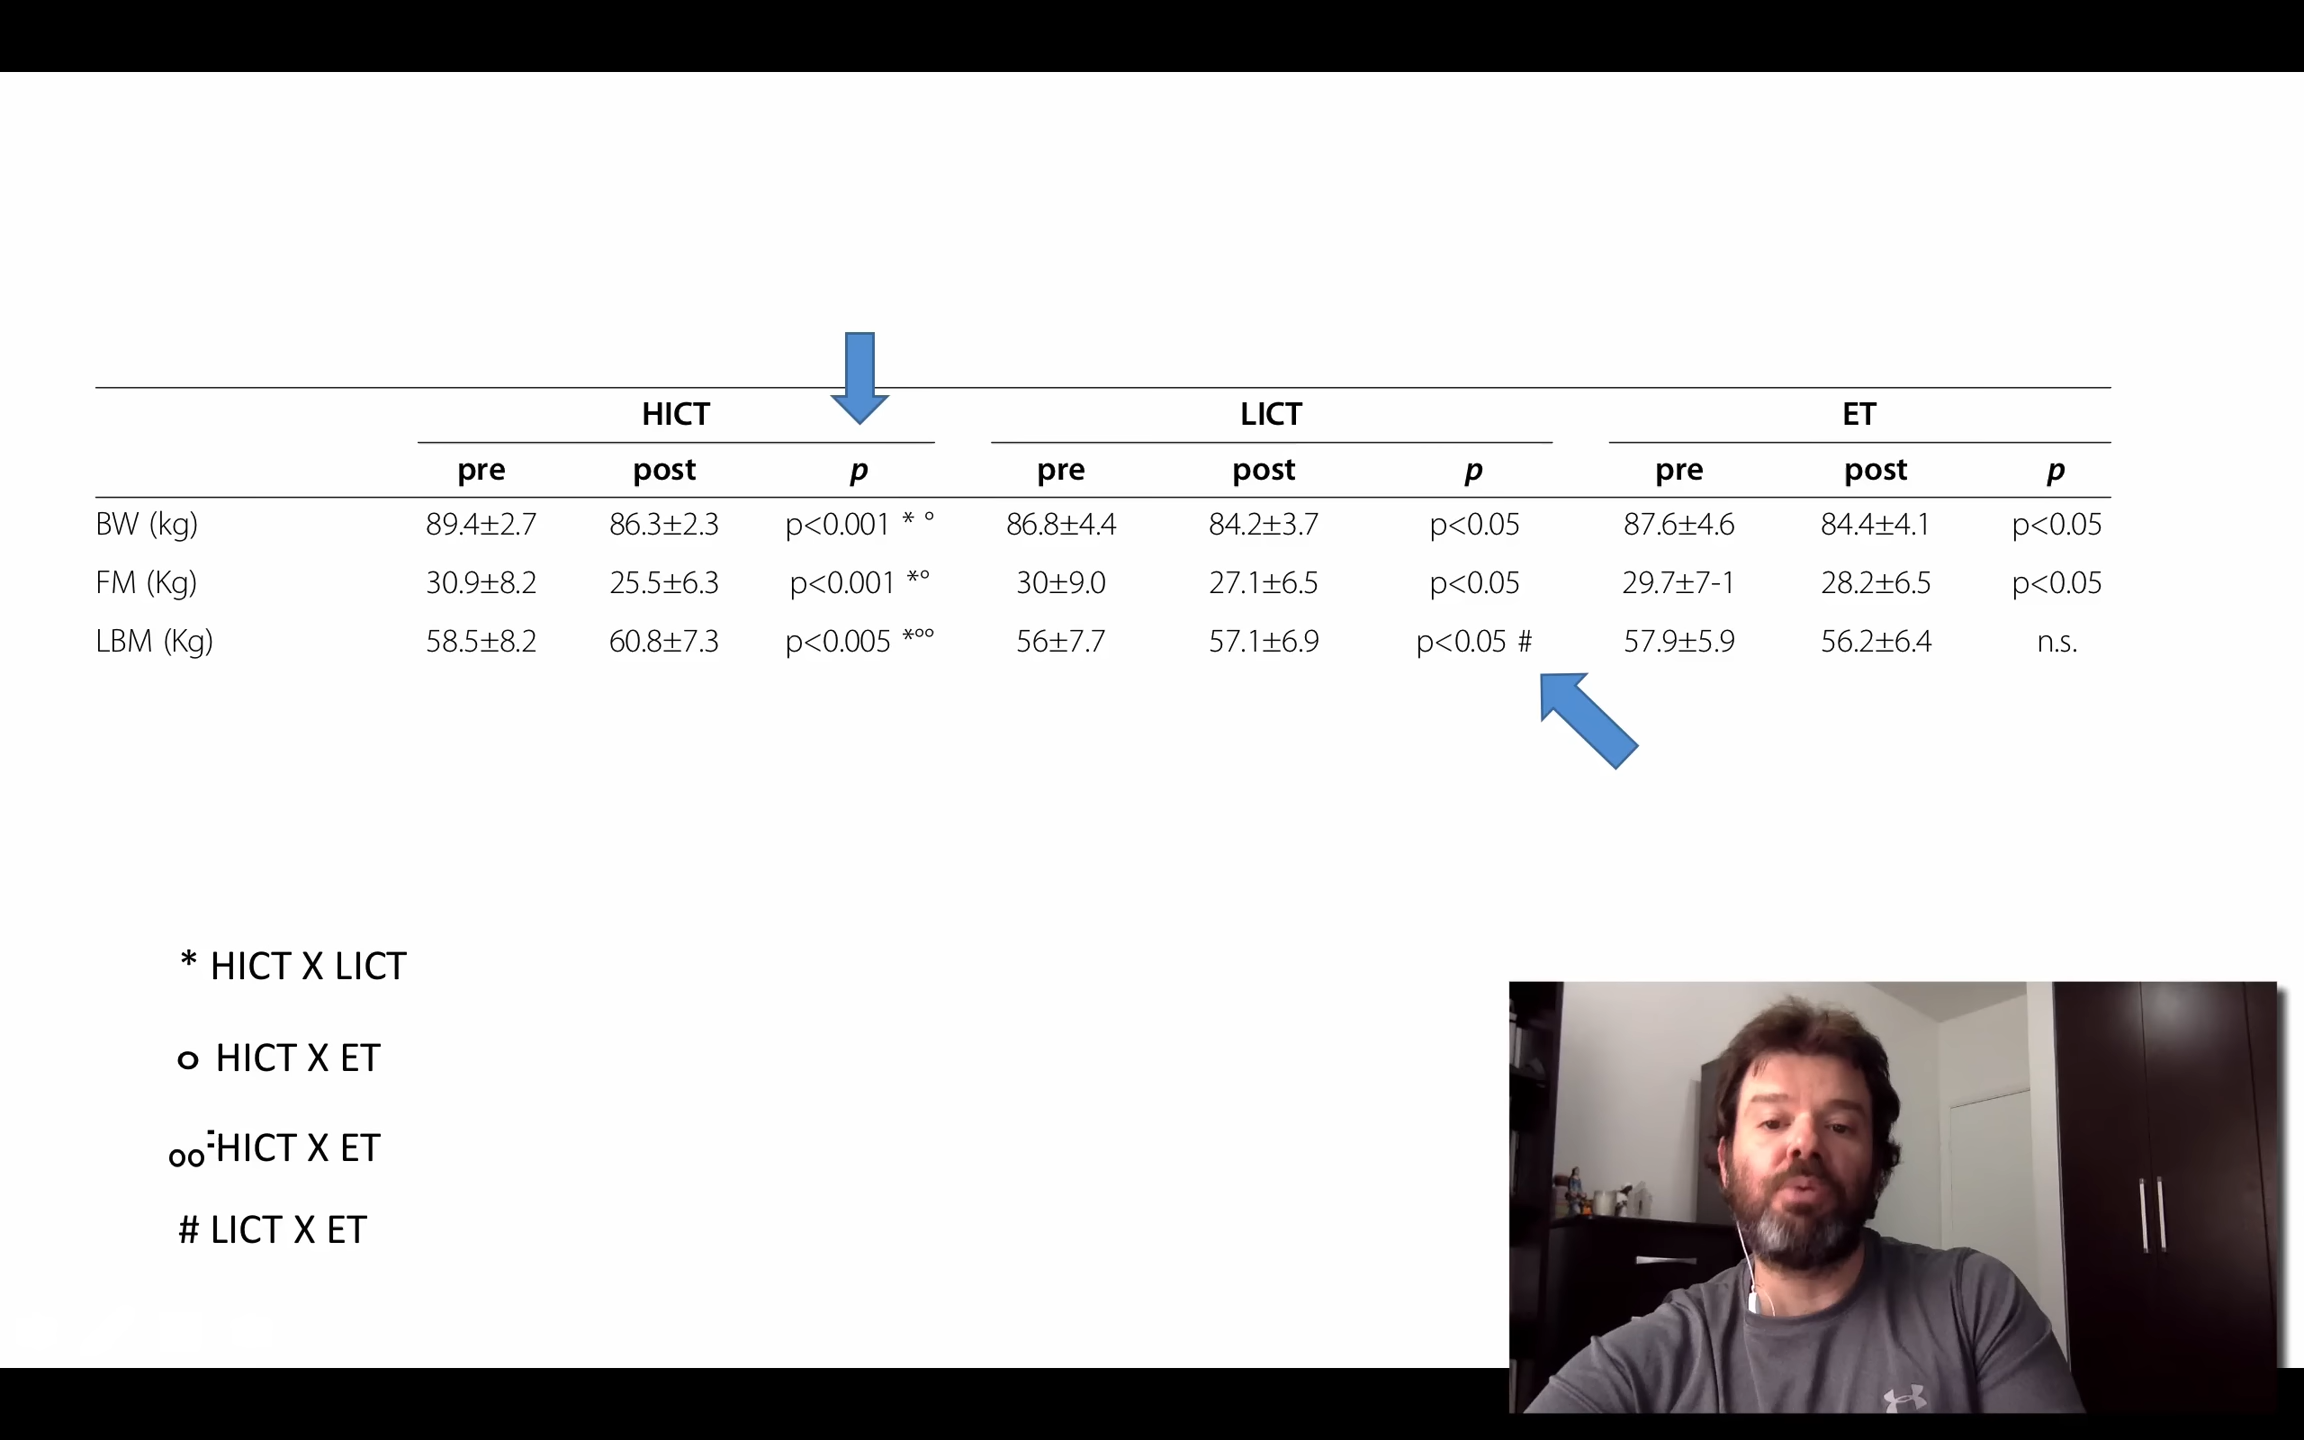 HICT LICT ET
pre post p pre post p pre post p
BW (kg) 89.4±2.7 86.3±2.3 p<0.001 * ° 86.8±4.4 84.2±3.7 p<0.05 87.6±4.6 84.4±4.1 p<0.05
FM (Kg) 30.9±8.2 25.5±6.3 p<0.001 *° 30±9.0 27.1±6.5 p<0.05 29.7±7-1 28.2±6.5 p<0.05
LBM (Kg) 58.5±8.2 60.8±7.3 p<0.005 *°° 56±7.7 57.1±6.9 p<0.05 # 57.9±5.9 56.2±6.4 n.s.
* HICT X LICT
o HICT X ET
oo HICT X ET
# LICT X ET